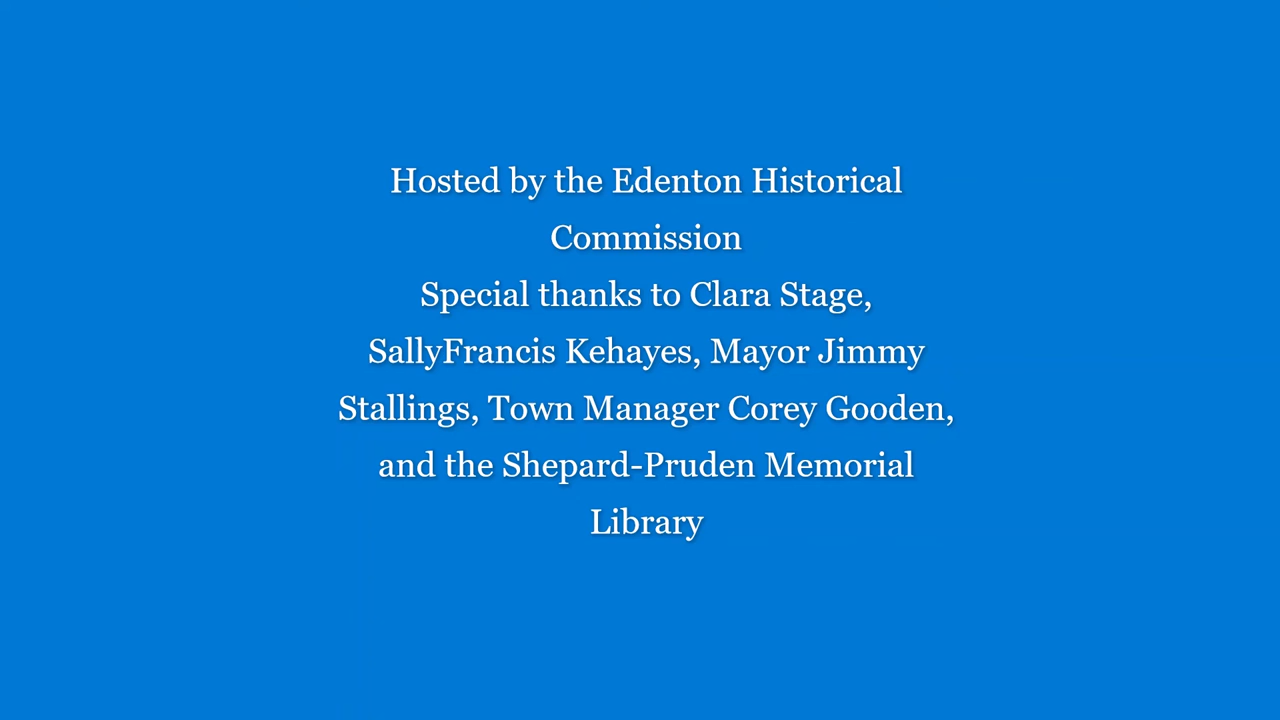 Hosted by the Edenton Historical
Commission
Special thanks to Clara Stage,
SallyFrancis Kehayes, Mayor Jimmy
Stallings, Town Manager Corey Gooden,
and the Shepard-Pruden Memorial
Library